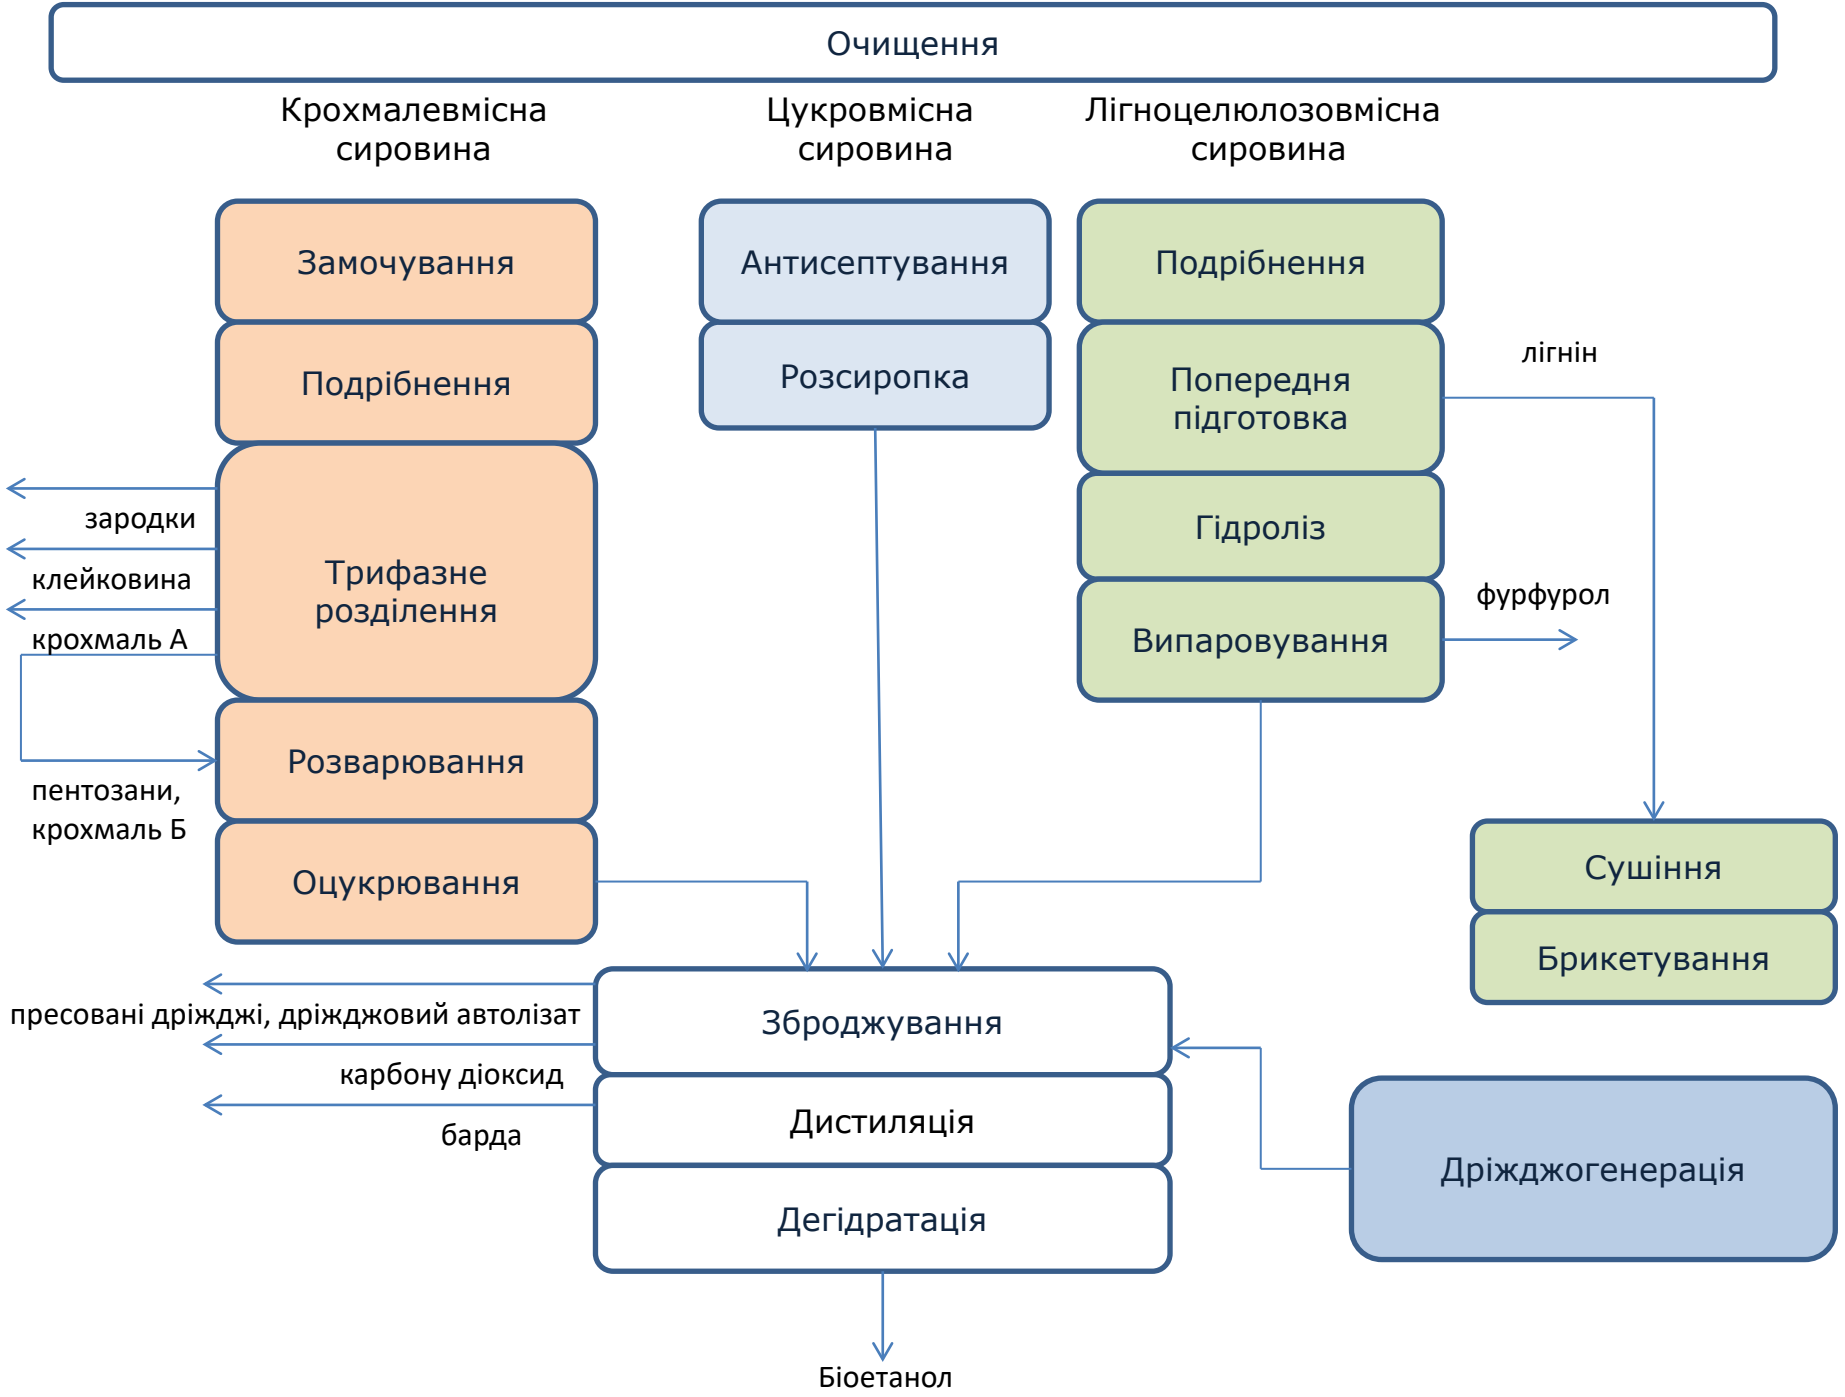 Очищення
Крохмалевмісна
сировина
Цукровмісна
сировина
Лігноцелюлозовмісна
сировина
Замочування
Подрібнення
Трифазне
розділення
Розварювання
Оцукрювання
зародки
клейковина
крохмаль А
пентозани,
крохмаль Б
Антисептування
Розсиропка
Подрібнення
Попередня
підготовка
Гідроліз
Випаровування
лігнін
фурфурол
Сушіння
Брикетування
Зброджування
Дистиляція
Дегідратація
пресовані дріжджі, дріжджовий автолізат
карбону діоксид
барда
Дріжджогенерація
Біоетанол